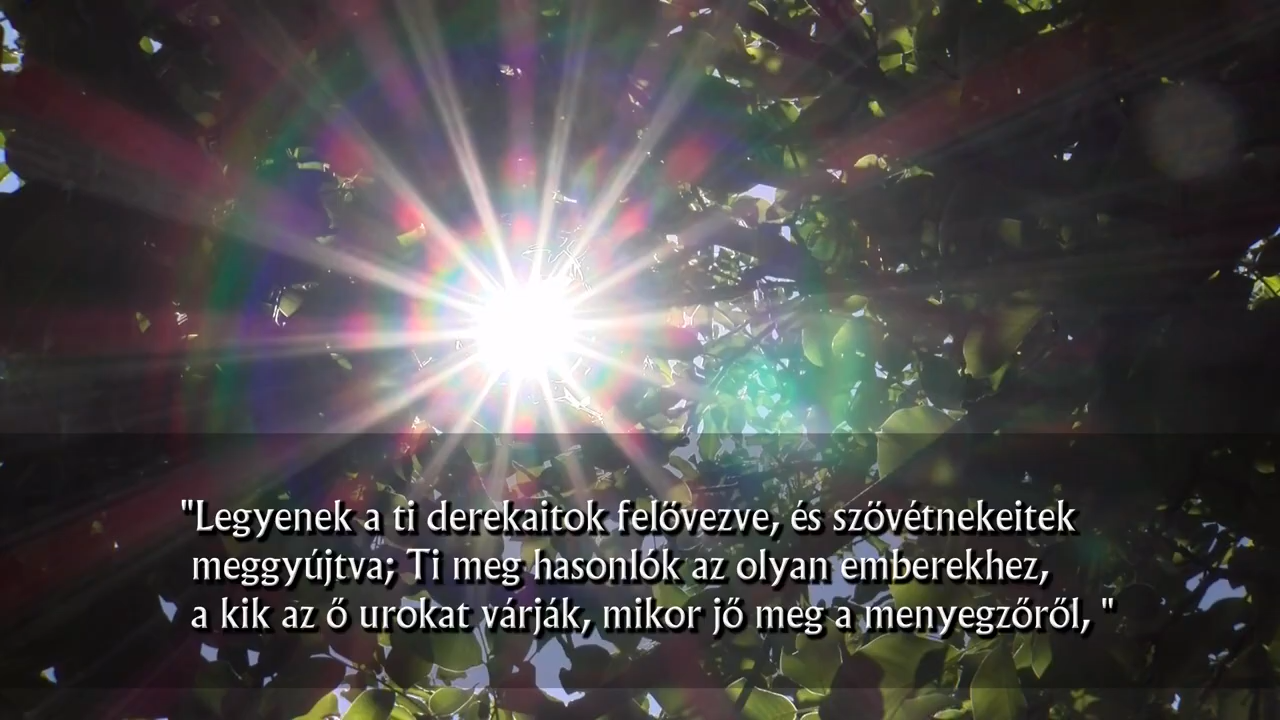 "Legyenek a ti derekaitok felővezve, és szővétnekeitek
meggyújtva; Ti meg hasonlók az olyan emberekhez,
a kik az ő urokat várják, mikor jő meg a menyegzőről, "